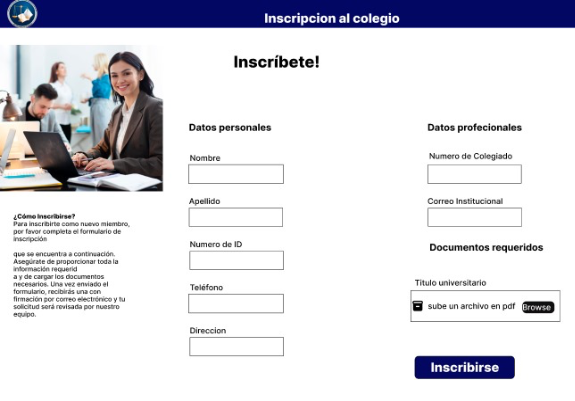 Inscripcion al colegio
Inscríbete!
Datos personales
Nombre
Apellido
Numero de ID
Teléfono
Direccion
Datos profecionales
Numero de Colegiado
Correo Institucional
Documentos requeridos
Titulo universitario
sube un archivo en pdf Browse
Inscribirse
¿Cómo Inscribirse?
Para inscribirte como nuevo miembro,
por favor completa el formulario de
inscripción
que se encuentra a continuación.
Asegúrate de proporcionar toda la
información requerid
a y de cargar los documentos
necesarios. Una vez enviado el
formulario, recibirás una con
firmación por correo electrónico y tu
solicitud será revisada por nuestro
equipo.